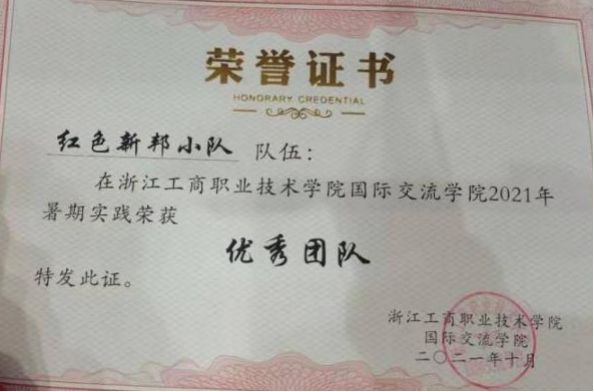 荣誉证书
HONORARY CREDENTIAL
红色新邦小队 队伍：
在浙江工商职业技术学院国际交流学院2021年
暑期实践荣获
优秀团队
特发此证。
浙江工商职业技术学院
国际交流学院
二〇二一年十月